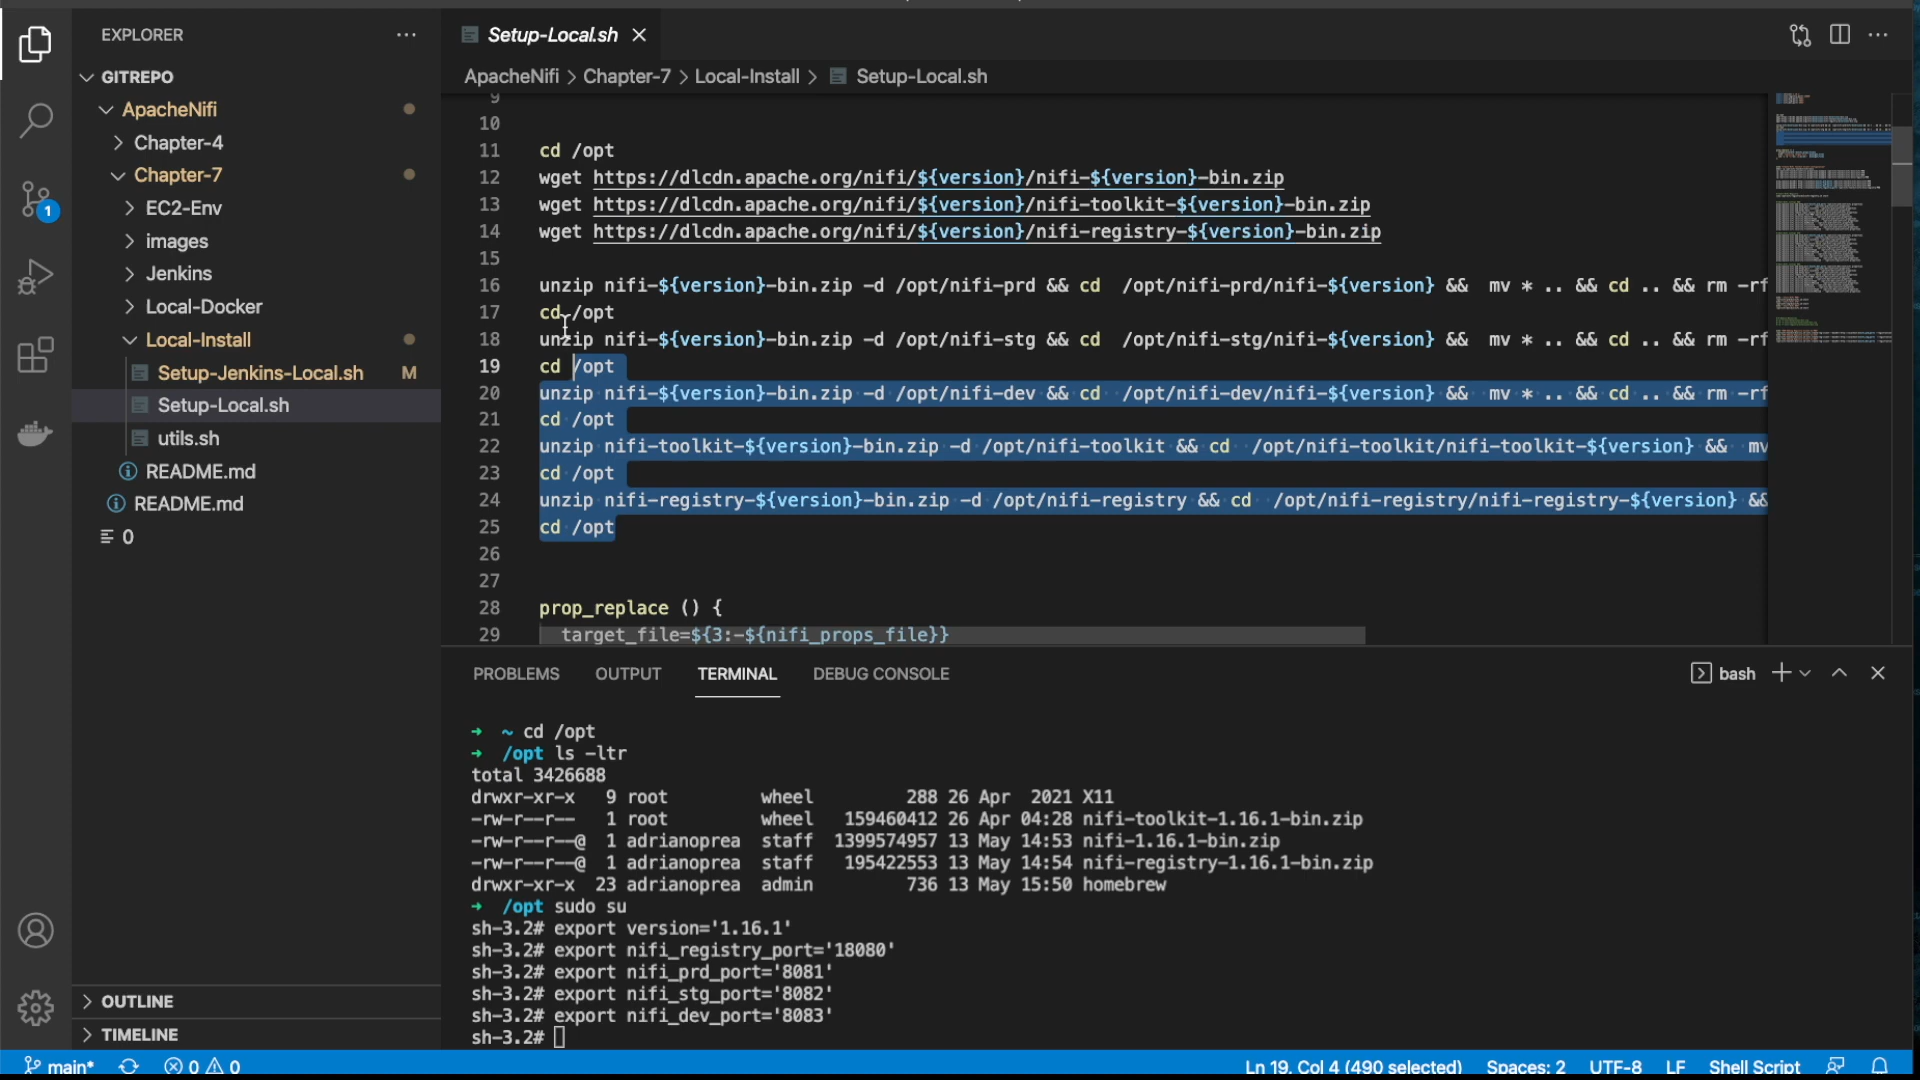 EXPLORER
GITREPO
ApacheNifi
Chapter-4
Chapter-7
EC2-Env
images
Jenkins
Local-Docker
Local-Install
Setup-Jenkins-Local.sh M
Setup-Local.sh
utils.sh
README.md
README.md
0
OUTLINE
TIMELINE
1
Setup-Local.sh
ApacheNifi > Chapter-7 > Local-Install > Setup-Local.sh
9
10
11 cd /opt
12 wget https://dlcdn.apache.org/nifi/${version}/nifi-${version}-bin.zip
13 wget https://dlcdn.apache.org/nifi/${version}/nifi-toolkit-${version}-bin.zip
14 wget https://dlcdn.apache.org/nifi/${version}/nifi-registry-${version}-bin.zip
15
16 unzip nifi-${version}-bin.zip -d /opt/nifi-prd && cd /opt/nifi-prd/nifi-${version} && mv * .. && cd .. && rm -rf
17 cd /opt
18 unzip nifi-${version}-bin.zip -d /opt/nifi-stg && cd /opt/nifi-stg/nifi-${version} && mv * .. && cd .. && rm -rf
19 cd /opt
20 unzip nifi-${version}-bin.zip -d /opt/nifi-dev && cd /opt/nifi-dev/nifi-${version} && mv * .. && cd .. && rm -rf
21 cd /opt
22 unzip nifi-toolkit-${version}-bin.zip -d /opt/nifi-toolkit && cd /opt/nifi-toolkit/nifi-toolkit-${version} && mv
23 cd /opt
24 unzip nifi-registry-${version}-bin.zip -d /opt/nifi-registry && cd /opt/nifi-registry/nifi-registry-${version} &&
25 cd /opt
26
27
28 prop_replace () {
29 target_file=${3:-${nifi_props_file}}
PROBLEMS OUTPUT TERMINAL DEBUG CONSOLE bash
➜ ~ cd /opt
➜ /opt ls -ltr
total 3426688
drwxr-xr-x 9 root wheel 288 26 Apr 2021 X11
-rw-r--r-- 1 root wheel 159460412 26 Apr 04:28 nifi-toolkit-1.16.1-bin.zip
-rw-r--r--@ 1 adrianoprea staff 1399574957 13 May 14:53 nifi-1.16.1-bin.zip
-rw-r--r--@ 1 adrianoprea staff 195422553 13 May 14:54 nifi-registry-1.16.1-bin.zip
drwxr-xr-x 23 adrianoprea admin 736 13 May 15:50 homebrew
➜ /opt sudo su
sh-3.2# export version='1.16.1'
sh-3.2# export nifi_registry_port='18080'
sh-3.2# export nifi_prd_port='8081'
sh-3.2# export nifi_stg_port='8082'
sh-3.2# export nifi_dev_port='8083'
sh-3.2#
main* 0 0 Ln 19, Col 4 (490 selected) Spaces: 2 UTF-8 LF Shell Script